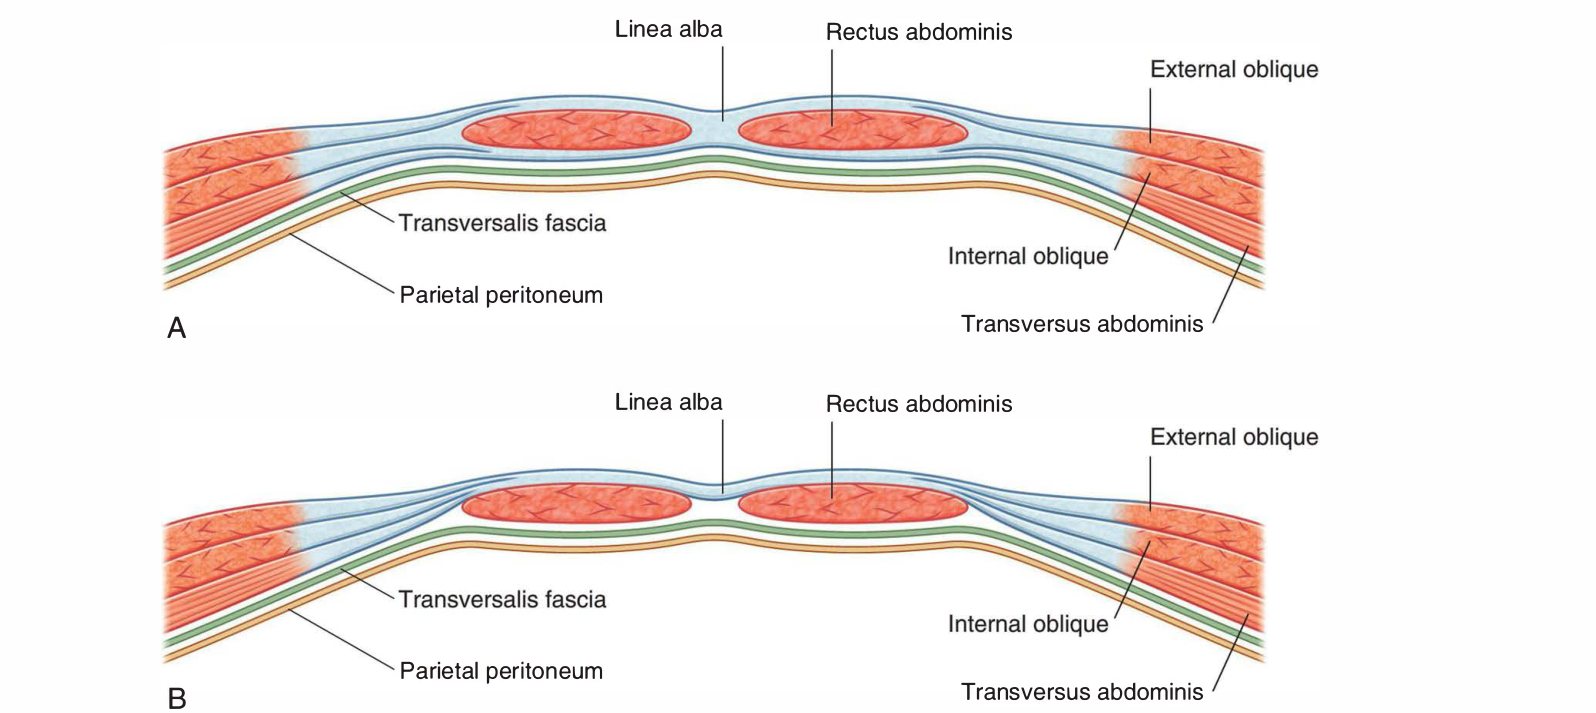 Linea alba
Rectus abdominis
External oblique
Transversalis fascia
Internal oblique
Parietal peritoneum
Transversus abdominis
A
Linea alba
Rectus abdominis
External oblique
Transversalis fascia
Internal oblique
Parietal peritoneum
Transversus abdominis
B